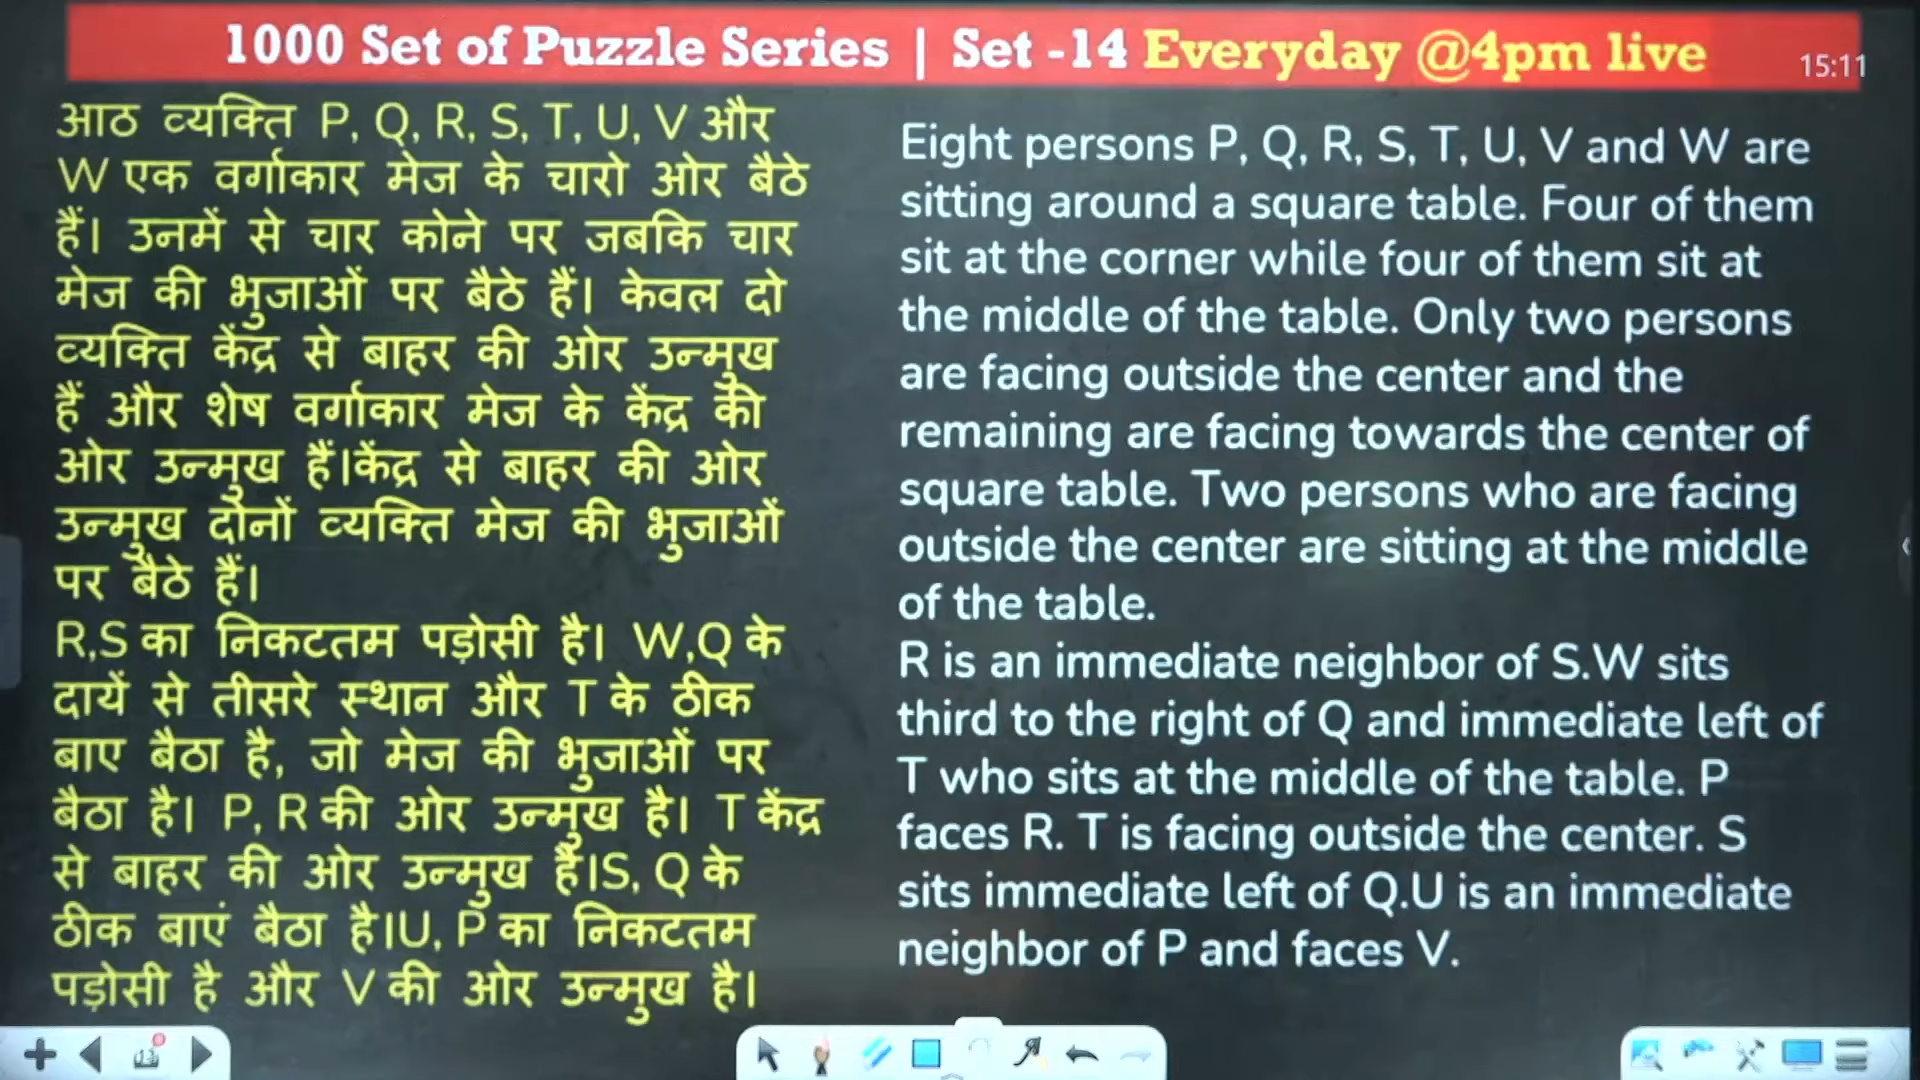 1000 Set of Puzzle Series | Set -14 Everyday @4pm live
15:11
आठ व्यक्ति P, Q, R, S, T, U, V और
W एक वर्गाकार मेज के चारो ओर बैठे
हैं। उनमें से चार कोने पर जबकि चार
मेज की भुजाओं पर बैठे हैं। केवल दो
व्यक्ति केंद्र से बाहर की ओर उन्मुख
हैं और शेष वर्गाकार मेज के केंद्र की
ओर उन्मुख हैं।केंद्र से बाहर की ओर
उन्मुख दोनों व्यक्ति मेज की भुजाओं
पर बैठे हैं।
R,S का निकटतम पड़ोसी है। W,Q के
दायें से तीसरे स्थान और T के ठीक
बाए बैठा है, जो मेज की भुजाओं पर
बैठा है। P, R की ओर उन्मुख है। T केंद्र
से बाहर की ओर उन्मुख है।S, Q के
ठीक बाएं बैठा है।U, P का निकटतम
पड़ोसी है और V की ओर उन्मुख है।
Eight persons P, Q, R, S, T, U, V and W are
sitting around a square table. Four of them
sit at the corner while four of them sit at
the middle of the table. Only two persons
are facing outside the center and the
remaining are facing towards the center of
square table. Two persons who are facing
outside the center are sitting at the middle
of the table.
R is an immediate neighbor of S.W sits
third to the right of Q and immediate left of
T who sits at the middle of the table. P
faces R. T is facing outside the center. S
sits immediate left of Q.U is an immediate
neighbor of P and faces V.